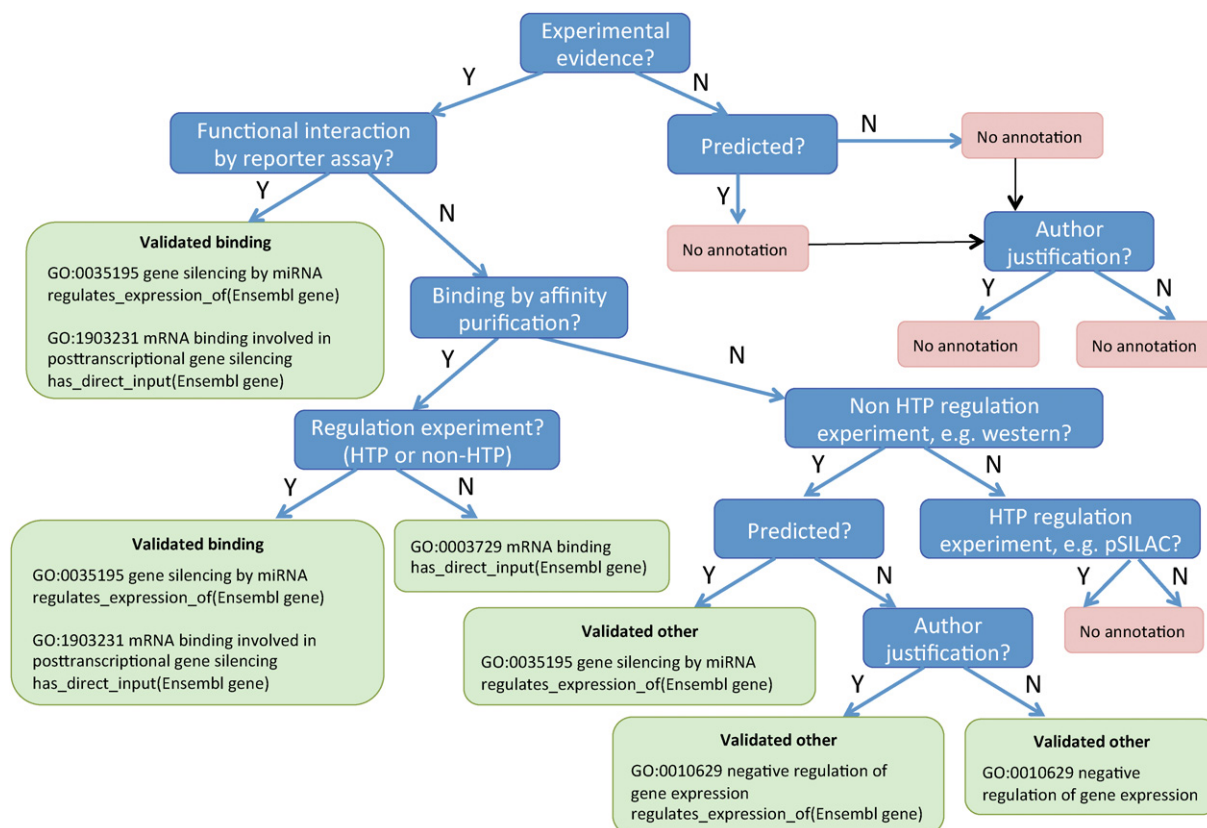 Experimental
evidence?
Y
N
Functional interaction
by reporter assay?
Predicted?
N
No annotation
Y
N
Y
Validated binding
GO:0035195 gene silencing by miRNA
regulates_expression_of(Ensembl gene)
GO:1903231 mRNA binding involved in
posttranscriptional gene silencing
has_direct_input(Ensembl gene)
No annotation
Author
justification?
Y
N
No annotation
No annotation
Binding by affinity
purification?
Y
N
Regulation experiment?
(HTP or non-HTP)
Non HTP regulation
experiment, e.g. western?
Y
N
Y
N
Validated binding
GO:0035195 gene silencing by miRNA
regulates_expression_of(Ensembl gene)
GO:1903231 mRNA binding involved in
posttranscriptional gene silencing
has_direct_input(Ensembl gene)
GO:0003729 mRNA binding
has_direct_input(Ensembl gene)
Predicted?
HTP regulation
experiment, e.g. pSILAC?
Y
N
Y
N
Validated other
GO:0035195 gene silencing by miRNA
regulates_expression_of(Ensembl gene)
Author
justification?
No annotation
Y
N
Validated other
GO:0010629 negative regulation of
gene expression
regulates_expression_of(Ensembl gene)
Validated other
GO:0010629 negative
regulation of gene expression